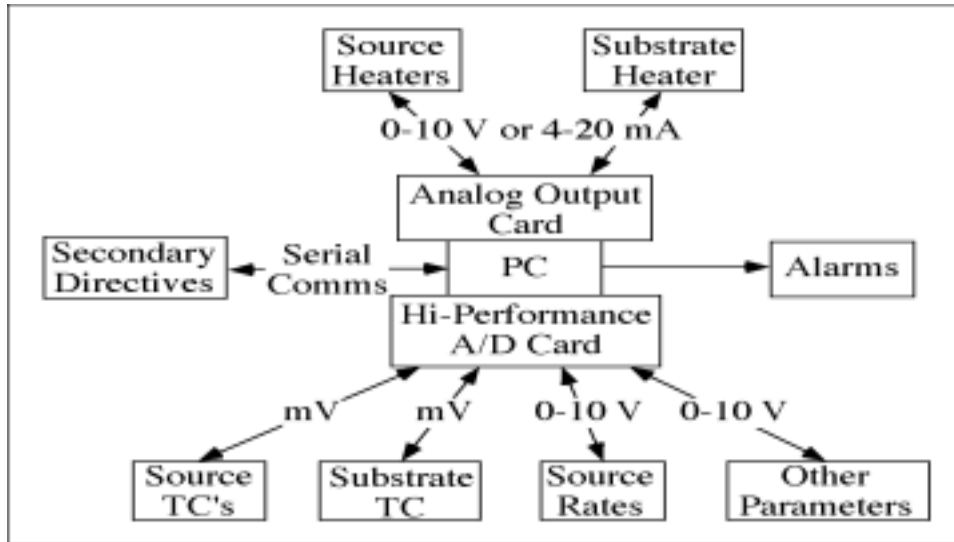 Source
Heaters
Substrate
Heater
0-10 V or 4-20 mA
Analog Output
Card
Secondary
Directives
Serial
Comms
PC
Alarms
Hi-Performance
A/D Card
mV
mV
0-10 V
0-10 V
Source
TC's
Substrate
TC
Source
Rates
Other
Parameters